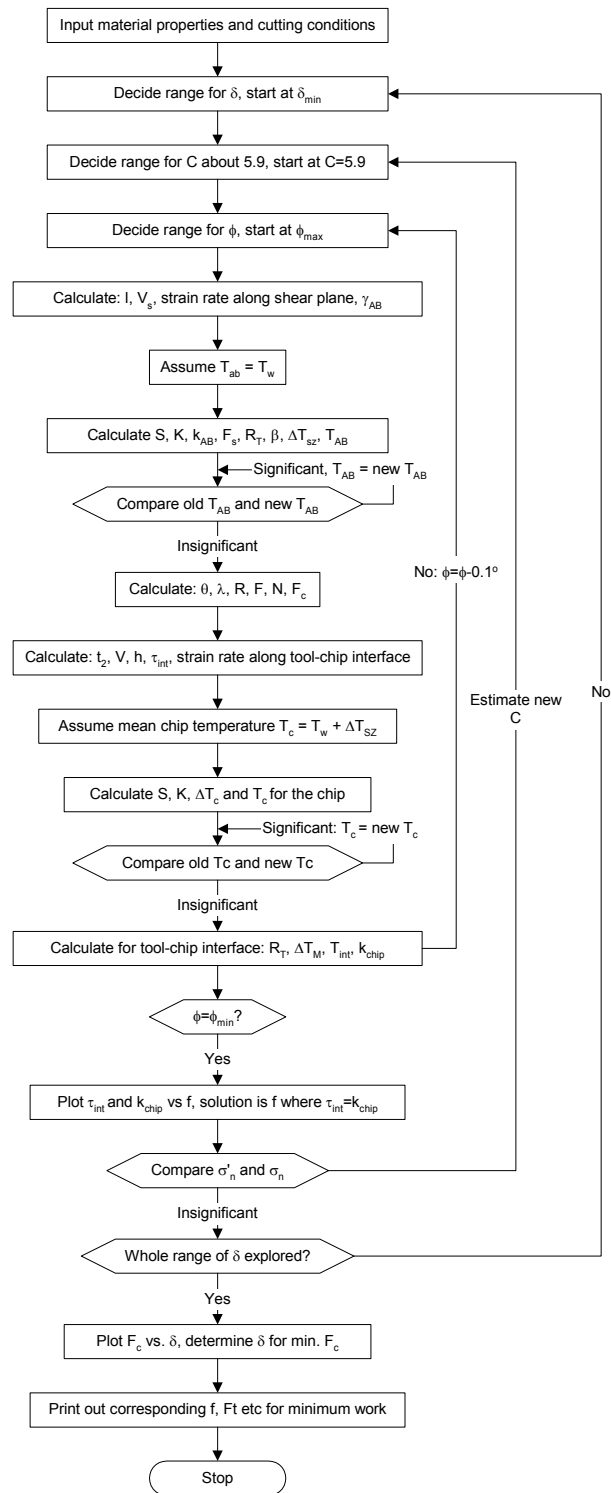 Input material properties and cutting conditions
Decide range for δ, start at δmin
Decide range for C about 5.9, start at C=5.9
Decide range for ϕ, start at ϕmax
Calculate: l, Vs, strain rate along shear plane, γAB
Assume Tab = Tw
Calculate S, K, kAB, Fs, RT, β, ΔTsz, TAB
Significant, TAB = new TAB
Compare old TAB and new TAB
Insignificant
No: ϕ=ϕ-0.1o
Calculate: θ, λ, R, F, N, Fc
Calculate: t2, V, h, τint, strain rate along tool-chip interface
No
Estimate new
C
Assume mean chip temperature Tc = Tw + ΔTSZ
Calculate S, K, ΔTc and Tc for the chip
Significant: Tc = new Tc
Compare old Tc and new Tc
Insignificant
Calculate for tool-chip interface: RT, ΔTM, Tint, kchip
ϕ=ϕmin?
Yes
Plot τint and kchip vs f, solution is f where τint=kchip
Compare σ'n and σn
Insignificant
Whole range of δ explored?
Yes
Plot Fc vs. δ, determine δ for min. Fc
Print out corresponding f, Ft etc for minimum work
Stop